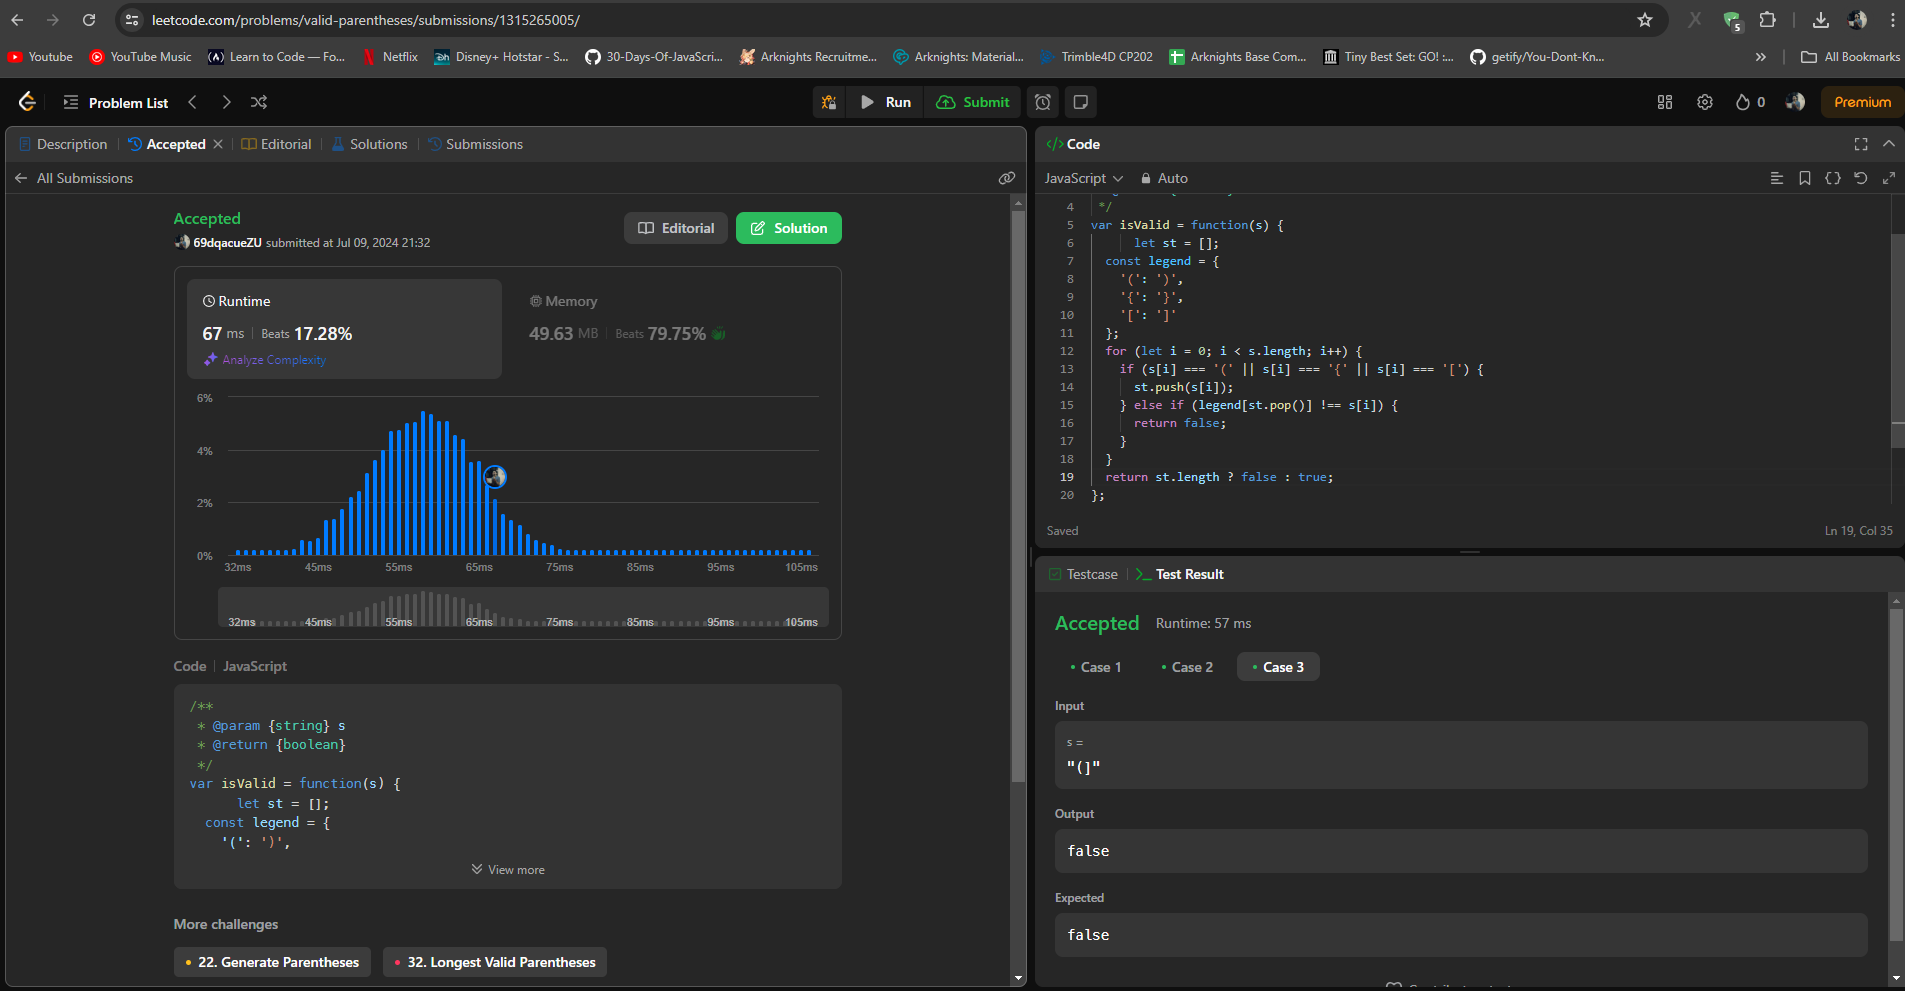 leetcode.com/problems/valid-parentheses/submissions/1315265005/
5
Youtube
YouTube Music
Learn to Code — Fo...
Netflix
Disney+ Hotstar - S...
30-Days-Of-JavaScri...
Arknights Recruitme...
Arknights: Material...
Trimble4D CP202
Arknights Base Com...
Tiny Best Set: GO! :...
getify/You-Dont-Kn...
All Bookmarks
Problem List
Run
Submit
0
Premium
Description
Accepted
Editorial
Solutions
Submissions
All Submissions
Accepted
69dqacueZU submitted at Jul 09, 2024 21:32
Editorial
Solution
Runtime
67 ms
Beats 17.28%
Analyze Complexity
Memory
49.63 MB
Beats 79.75%
6%
4%
2%
0%
32ms 45ms 55ms 65ms 75ms 85ms 95ms 105ms
32ms 45ms 55ms 65ms 75ms 85ms 95ms 105ms
Code
JavaScript
/**
 * @param {string} s
 * @return {boolean}
 */
var isValid = function(s) {
      let st = [];
  const legend = {
    '(': ')',
View more
More challenges
22. Generate Parentheses
32. Longest Valid Parentheses
Code
JavaScript
Auto
4  */
5 var isValid = function(s) {
6       let st = [];
7   const legend = {
8     '(': ')',
9     '{': '}',
10     '[': ']'
11   };
12   for (let i = 0; i < s.length; i++) {
13     if (s[i] === '(' || s[i] === '{' || s[i] === '[') {
14       st.push(s[i]);
15     } else if (legend[st.pop()] !== s[i]) {
16       return false;
17     }
18   }
19   return st.length ? false : true;
20 };
Saved
Ln 19, Col 35
Testcase
Test Result
Accepted
Runtime: 57 ms
Case 1
Case 2
Case 3
Input
s =
"(]"
Output
false
Expected
false